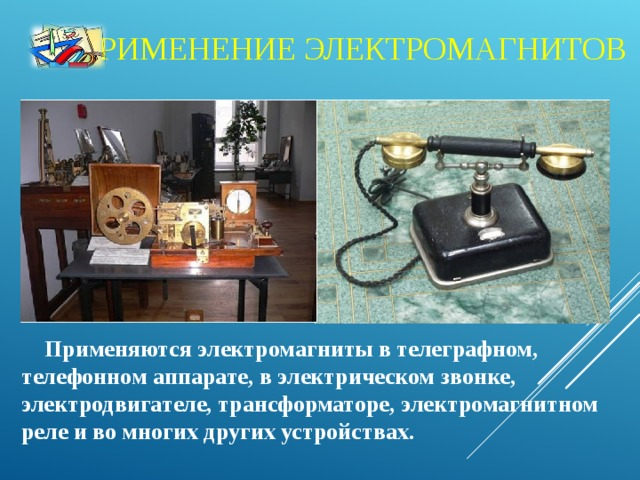 РИМЕНЕНИЕ ЭЛЕКТРОМАГНИТОВ
Применяются электромагниты в телеграфном,
телефонном аппарате, в электрическом звонке,
электродвигателе, трансформаторе, электромагнитном
реле и во многих других устройствах.